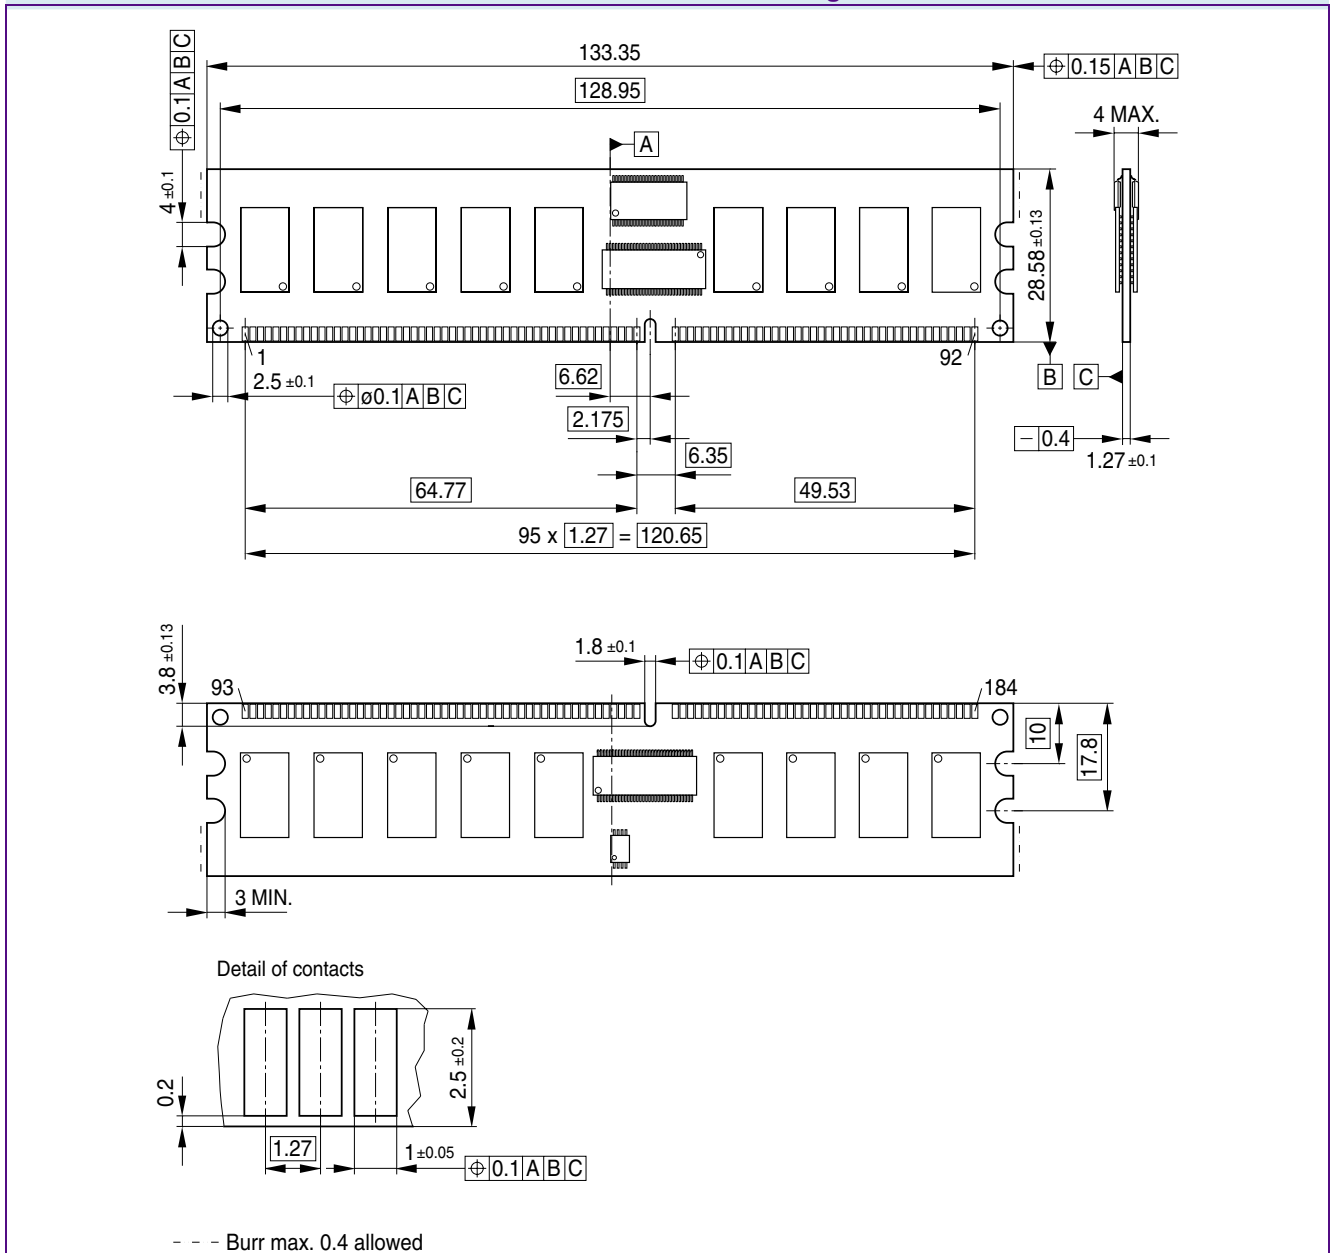 133.35
⌖ 0.1 A B C
⌖ 0.15 A B C
128.95
4 MAX.
A
4 ±0.1
28.58 ±0.13
1
92
2.5 ±0.1
⌖ ø0.1 A B C
6.62
B
C
2.175
⏤ 0.4
6.35
1.27 ±0.1
64.77
49.53
95 x 1.27 = 120.65
3.8 ±0.13
1.8 ±0.1
⌖ 0.1 A B C
93
184
10
17.8
3 MIN.
Detail of contacts
0.2
2.5 ±0.2
1.27
1 ±0.05
⌖ 0.1 A B C
- - - Burr max. 0.4 allowed